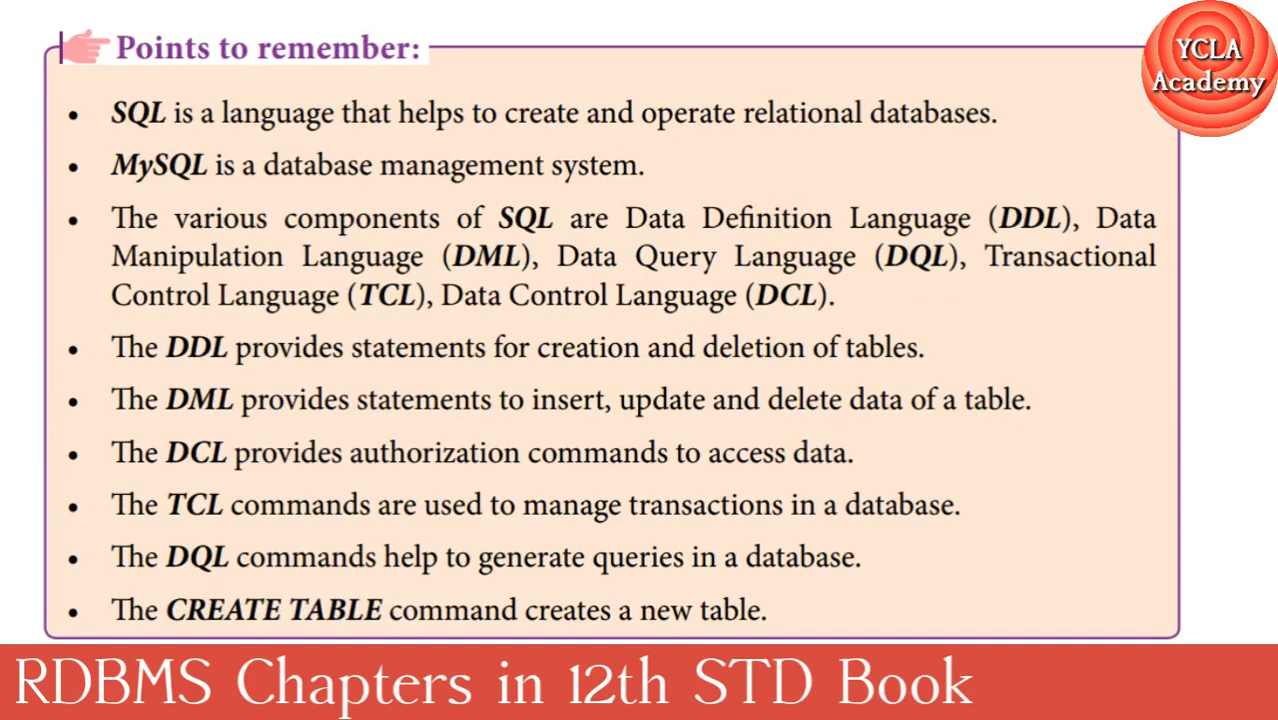 Points to remember:
YCLA
Academy
• SQL is a language that helps to create and operate relational databases.
• MySQL is a database management system.
• The various components of SQL are Data Definition Language (DDL), Data
Manipulation Language (DML), Data Query Language (DQL), Transactional
Control Language (TCL), Data Control Language (DCL).
• The DDL provides statements for creation and deletion of tables.
• The DML provides statements to insert, update and delete data of a table.
• The DCL provides authorization commands to access data.
• The TCL commands are used to manage transactions in a database.
• The DQL commands help to generate queries in a database.
• The CREATE TABLE command creates a new table.
RDBMS Chapters in 12th STD Book